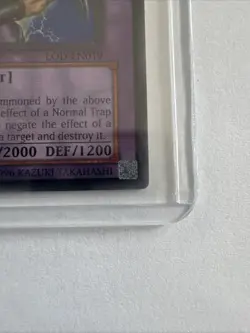 r]
mmoned by the above
effect of a Normal Trap
negate the effect of a
a target and destroy it.
/2000 DEF/1200
996 KAZUKI TAKAHASHI